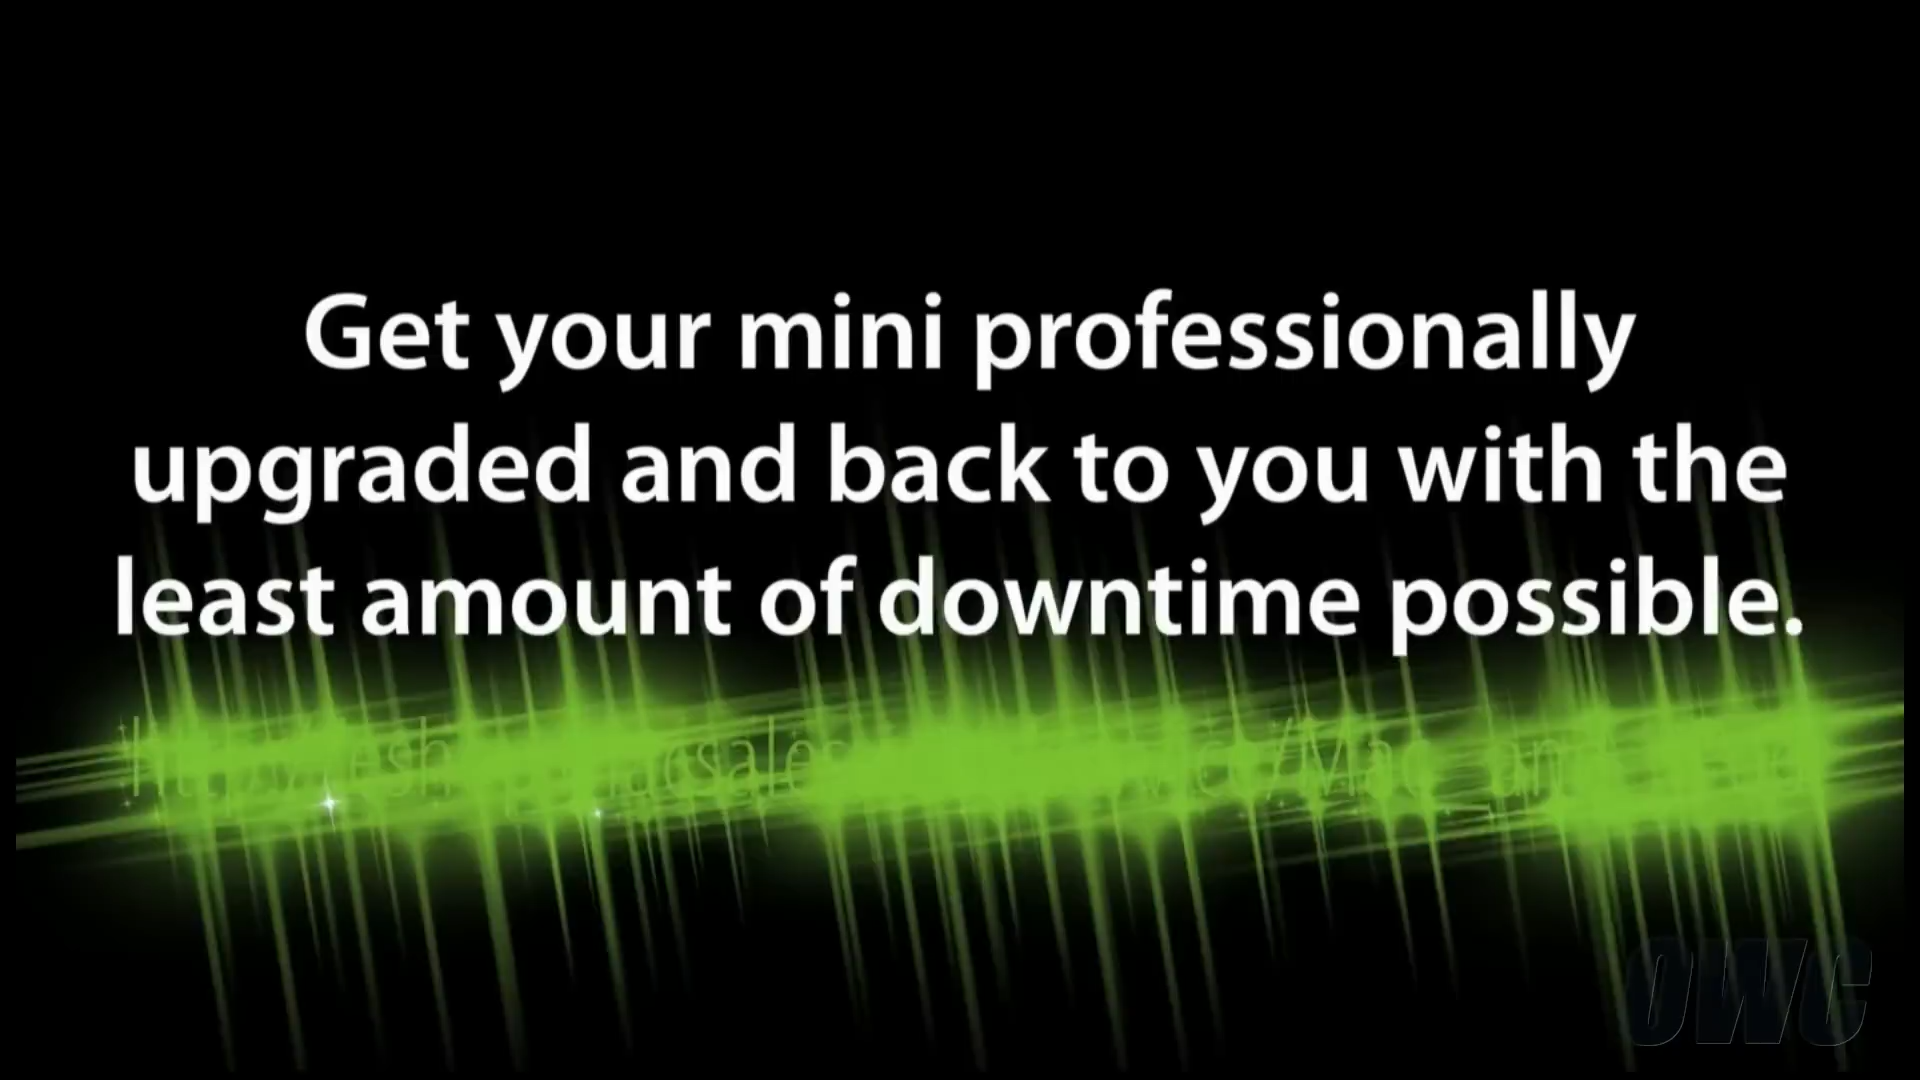 Get your mini professionally
upgraded and back to you with the
least amount of downtime possible.
OWC